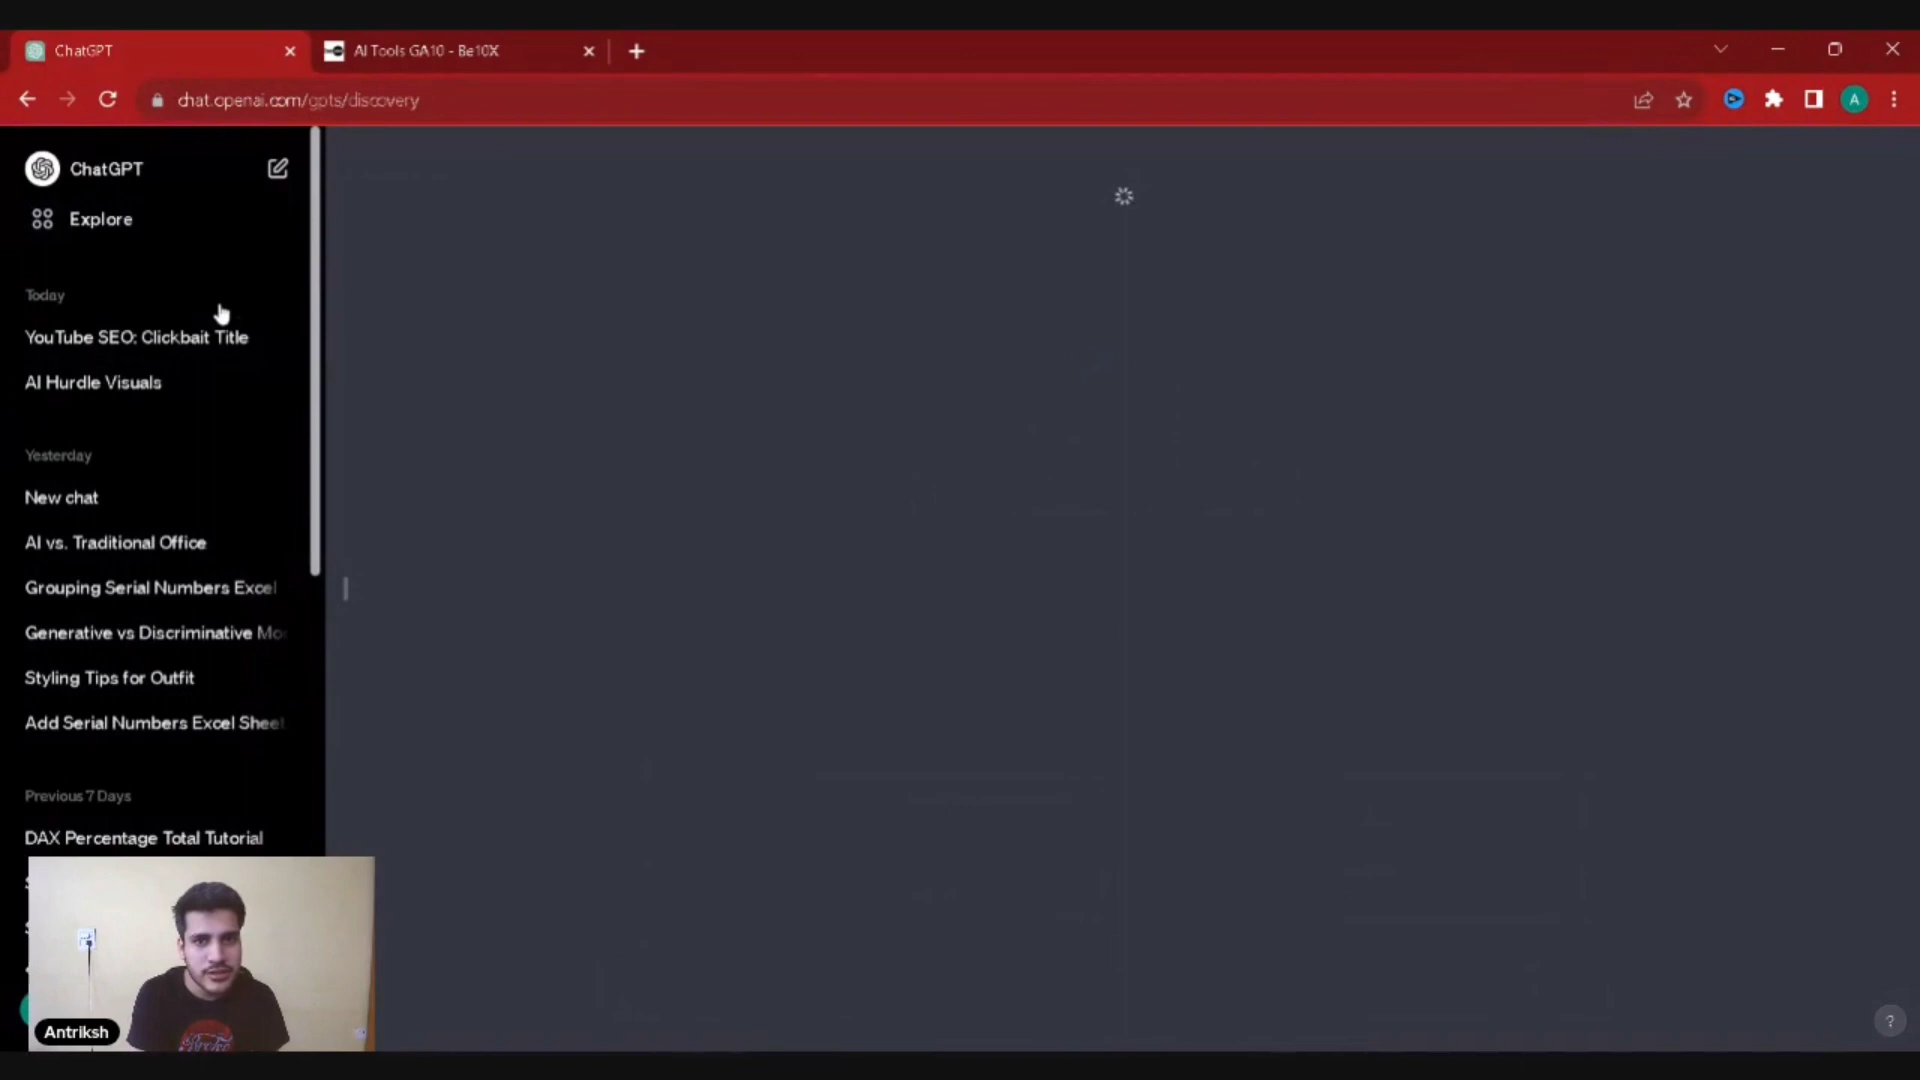 ChatGPT
AI Tools GA10 - Be10X
chat.openai.com/gpts/discovery
A
ChatGPT
Explore
Today
YouTube SEO: Clickbait Title
AI Hurdle Visuals
Yesterday
New chat
AI vs. Traditional Office
Grouping Serial Numbers Excel
Generative vs Discriminative Mo
Styling Tips for Outfit
Add Serial Numbers Excel Sheet
Previous 7 Days
DAX Percentage Total Tutorial
Antriksh
?